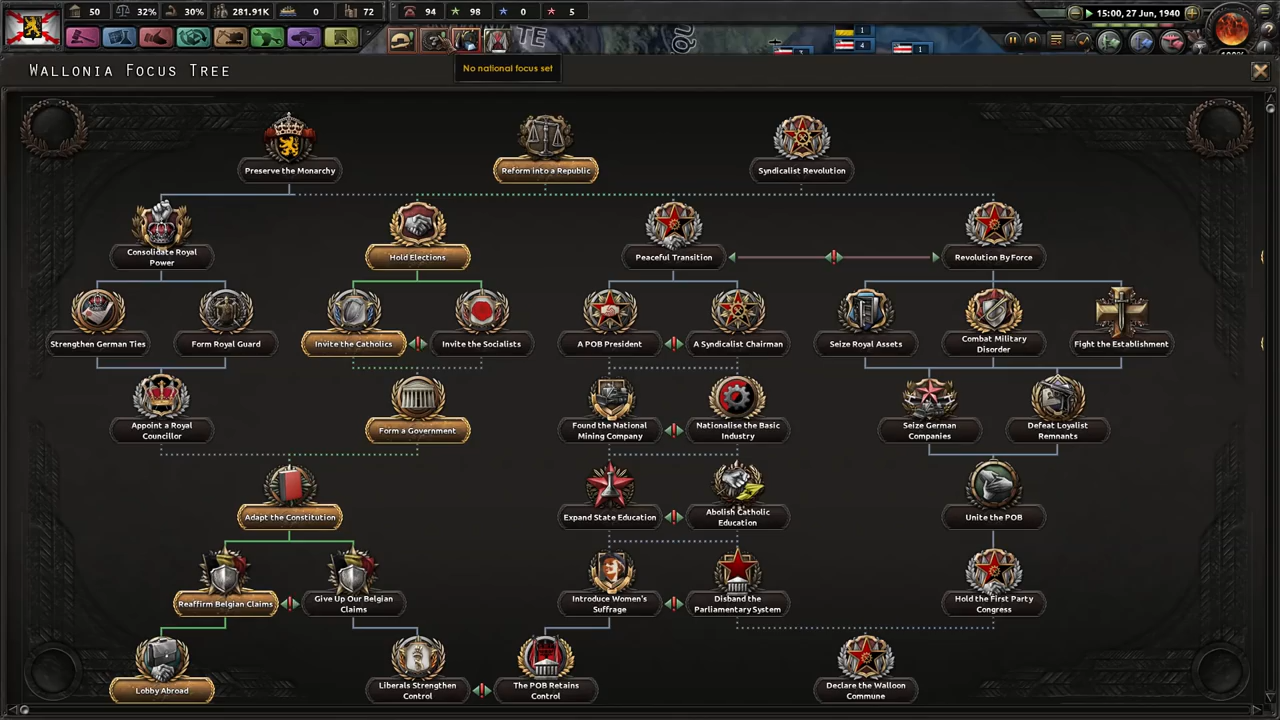 50 32% 30% 281.91K 0 72 94 98 0 5 15:00, 27 Jun, 1940
1
4 1
3
WALLONIA FOCUS TREE
No national focus set
Preserve the Monarchy
Reform into a Republic
Syndicalist Revolution
Consolidate Royal
Power
Hold Elections
Peaceful Transition
Revolution By Force
Strengthen German Ties
Form Royal Guard
Invite the Catholics
Invite the Socialists
A POB President
A Syndicalist Chairman
Seize Royal Assets
Combat Military
Disorder
Fight the Establishment
Appoint a Royal
Councillor
Form a Government
Found the National
Mining Company
Nationalise the Basic
Industry
Seize German
Companies
Defeat Loyalist
Remnants
Adapt the Constitution
Expand State Education
Abolish Catholic
Education
Unite the POB
Reaffirm Belgian Claims
Give Up Our Belgian
Claims
Introduce Women's
Suffrage
Disband the
Parliamentary System
Hold the First Party
Congress
Lobby Abroad
Liberals Strengthen
Control
The POB Retains
Control
Declare the Walloon
Commune